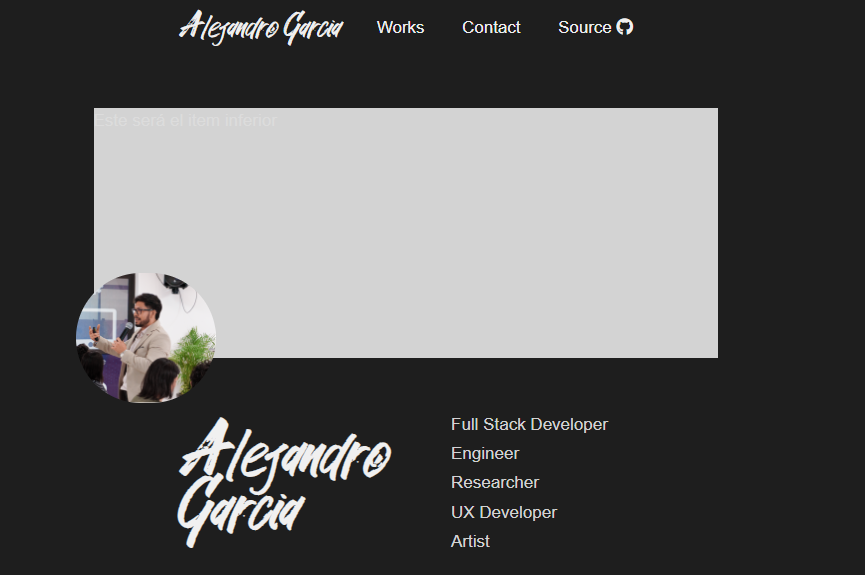 Alejandro Garcia
Works
Contact
Source
Este será el item inferior
Alejandro
Garcia
Full Stack Developer
Engineer
Researcher
UX Developer
Artist